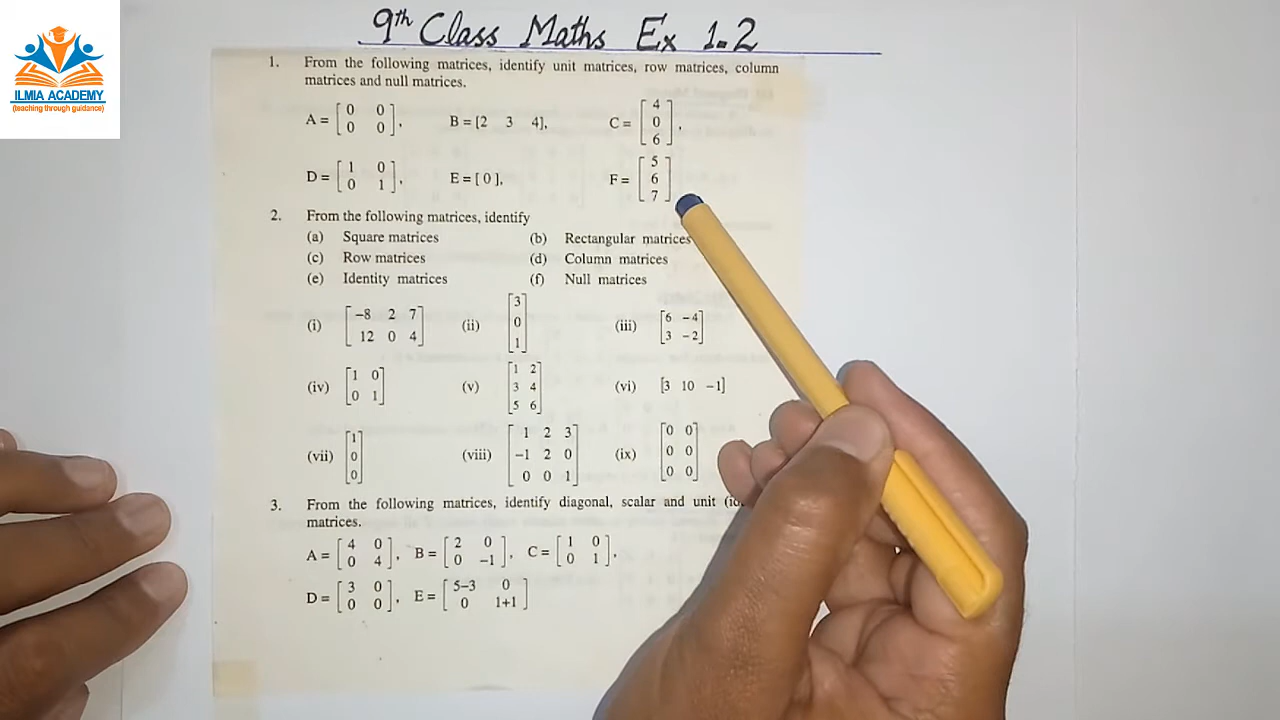 9th Class Maths Ex 1.2
ILMIA ACADEMY
(teaching through guidance)
1. From the following matrices, identify unit matrices, row matrices, column
matrices and null matrices.
A = [0 0
0 0],
B = [2 3 4],
C = [4
0
6],
D = [1 0
0 1],
E = [0],
F = [5
6
7]
2. From the following matrices, identify
(a) Square matrices (b) Rectangular matrices
(c) Row matrices (d) Column matrices
(e) Identity matrices (f) Null matrices
(i) [−8 2 7
12 0 4]
(ii) [3
0
1]
(iii) [6 −4
3 −2]
(iv) [1 0
0 1]
(v) [1 2
3 4
5 6]
(vi) [3 10 −1]
(vii) [1
0
0]
(viii) [1 2 3
−1 2 0
0 0 1]
(ix) [0 0
0 0
0 0]
3. From the following matrices, identify diagonal, scalar and unit
matrices.
A = [4 0
0 4],
B = [2 0
0 −1],
C = [1 0
0 1],
D = [3 0
0 0],
E = [5−3 0
0 1+1]